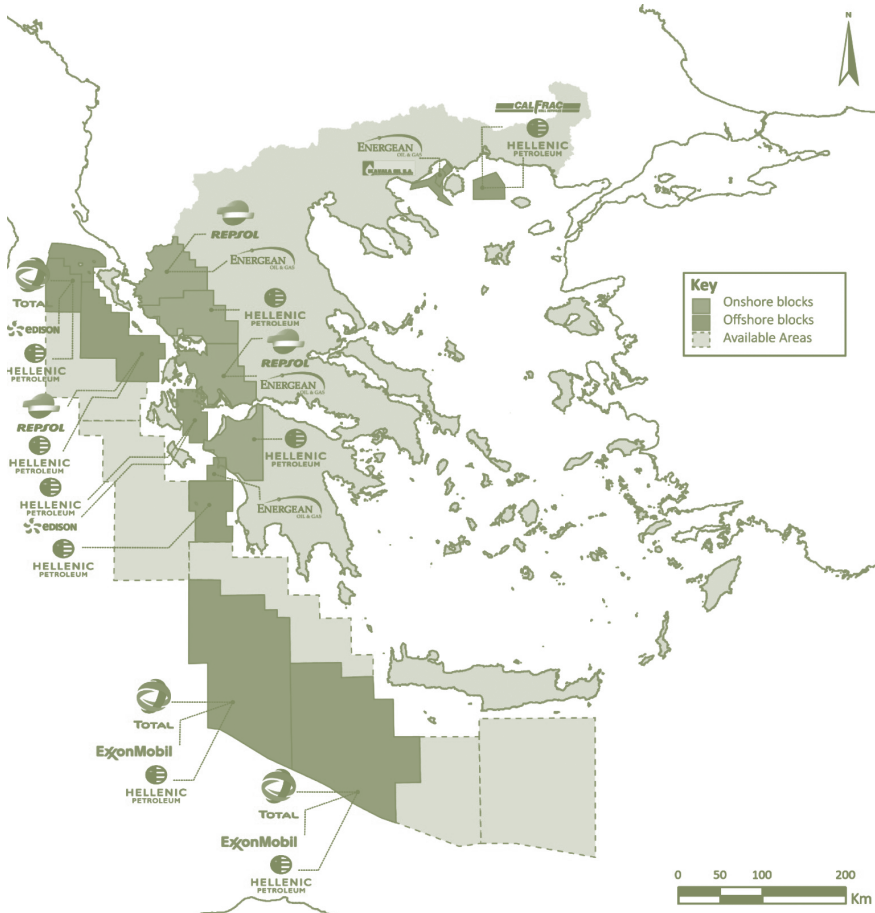 N
CALFRAC
HELLENIC
PETROLEUM
ENERGEAN
OIL & GAS
REPSOL
ENERGEAN
OIL & GAS
HELLENIC
PETROLEUM
TOTAL
EDISON
HELLENIC
PETROLEUM
REPSOL
ENERGEAN
OIL & GAS
REPSOL
HELLENIC
PETROLEUM
HELLENIC
PETROLEUM
HELLENIC
PETROLEUM
EDISON
ENERGEAN
OIL & GAS
HELLENIC
PETROLEUM
Key
Onshore blocks
Offshore blocks
Available Areas
TOTAL
ExxonMobil
HELLENIC
PETROLEUM
TOTAL
ExxonMobil
HELLENIC
PETROLEUM
0 50 100 200
Km